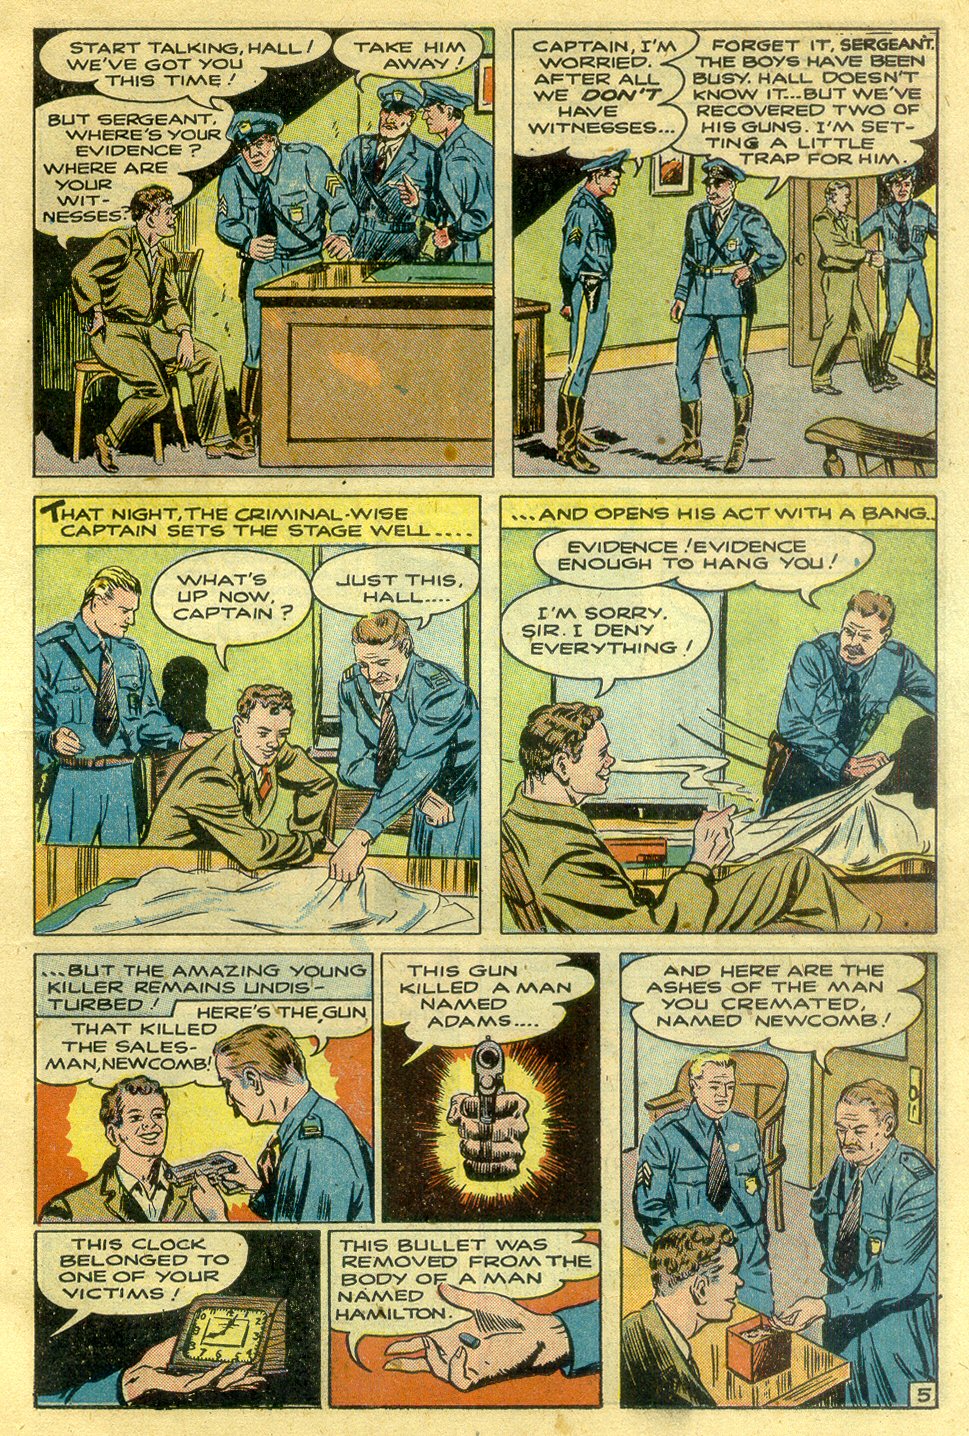 START TALKING, HALL!
WE'VE GOT YOU
THIS TIME!
TAKE HIM
AWAY!
BUT SERGEANT,
WHERE'S YOUR
EVIDENCE?
WHERE ARE
YOUR
WIT-
NESSES?
CAPTAIN, I'M
WORRIED.
AFTER ALL
WE DON'T
HAVE
WITNESSES...
FORGET IT, SERGEANT.
THE BOYS HAVE BEEN
BUSY. HALL DOESN'T
KNOW IT...BUT WE'VE
RECOVERED TWO OF
HIS GUNS. I'M SET-
TING A LITTLE
TRAP FOR HIM.
THAT NIGHT, THE CRIMINAL-WISE
CAPTAIN SETS THE STAGE WELL.....
WHAT'S
UP NOW,
CAPTAIN?
JUST THIS,
HALL....
...AND OPENS HIS ACT WITH A BANG..
EVIDENCE! EVIDENCE
ENOUGH TO HANG YOU!
I'M SORRY,
SIR. I DENY
EVERYTHING!
...BUT THE AMAZING YOUNG
KILLER REMAINS UNDIS-
TURBED!
HERE'S THE GUN
THAT KILLED
THE SALES-
MAN, NEWCOMB!
THIS GUN
KILLED A MAN
NAMED
ADAMS....
AND HERE ARE THE
ASHES OF THE MAN
YOU CREMATED,
NAMED NEWCOMB!
THIS CLOCK
BELONGED TO
ONE OF YOUR
VICTIMS!
THIS BULLET WAS
REMOVED FROM THE
BODY OF A MAN
NAMED
HAMILTON.
5